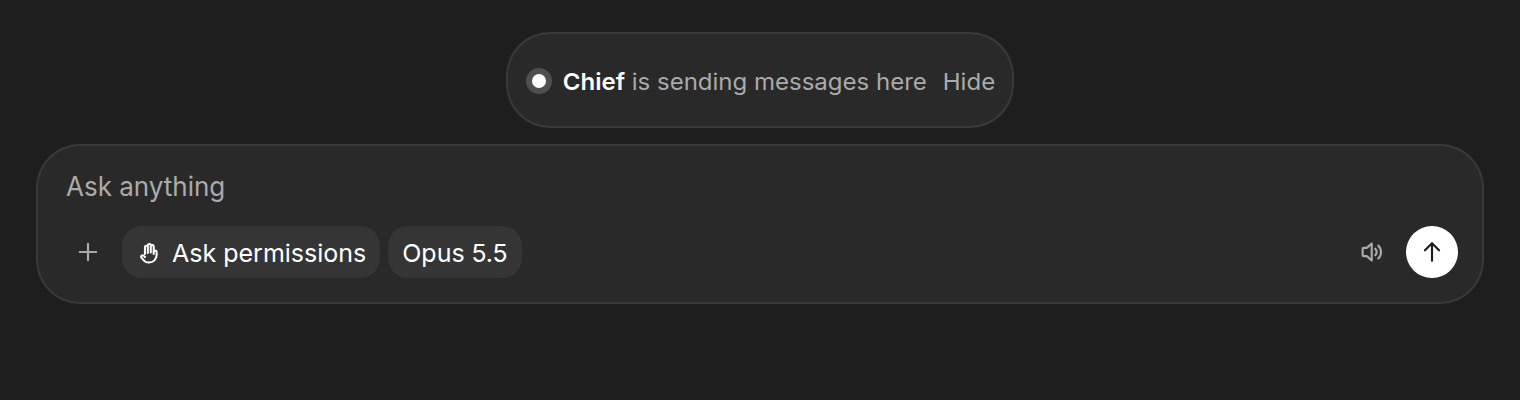 Chief is sending messages here Hide
Ask anything
Ask permissions Opus 5.5